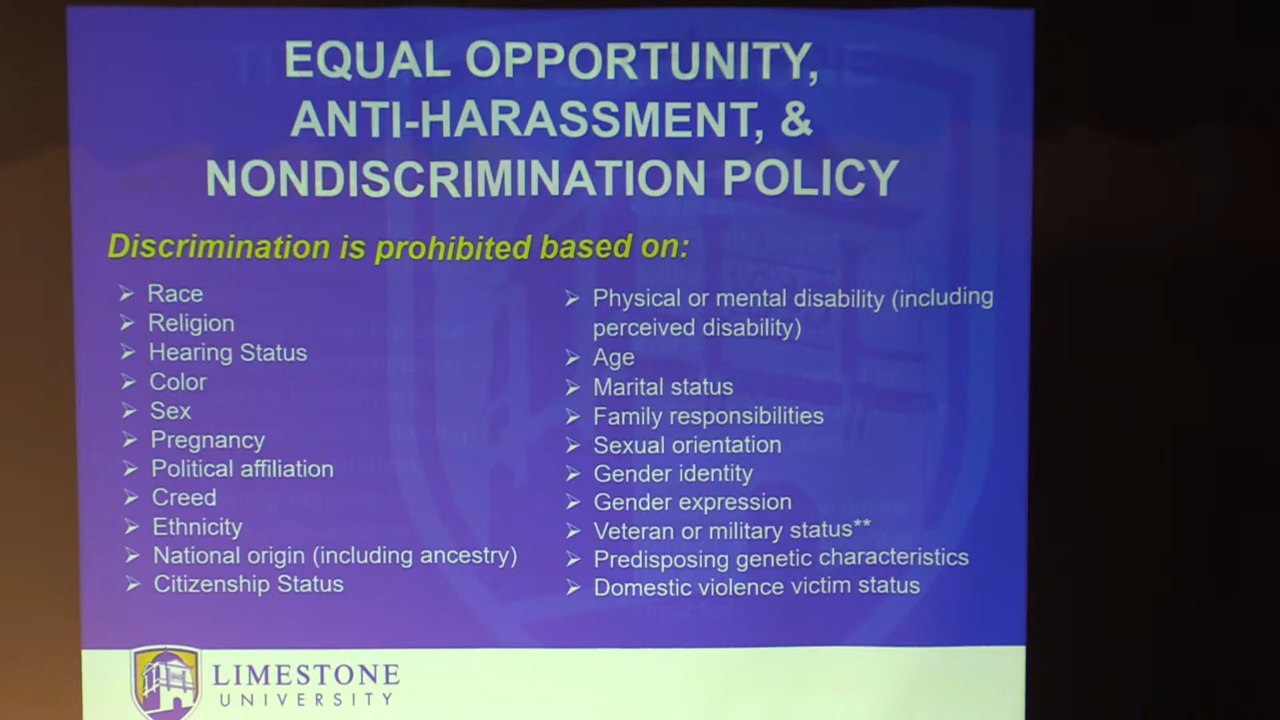 EQUAL OPPORTUNITY,
ANTI-HARASSMENT, &
NONDISCRIMINATION POLICY
Discrimination is prohibited based on:
➢ Race
➢ Religion
➢ Hearing Status
➢ Color
➢ Sex
➢ Pregnancy
➢ Political affiliation
➢ Creed
➢ Ethnicity
➢ National origin (including ancestry)
➢ Citizenship Status
➢ Physical or mental disability (including
perceived disability)
➢ Age
➢ Marital status
➢ Family responsibilities
➢ Sexual orientation
➢ Gender identity
➢ Gender expression
➢ Veteran or military status**
➢ Predisposing genetic characteristics
➢ Domestic violence victim status
LIMESTONE
UNIVERSITY